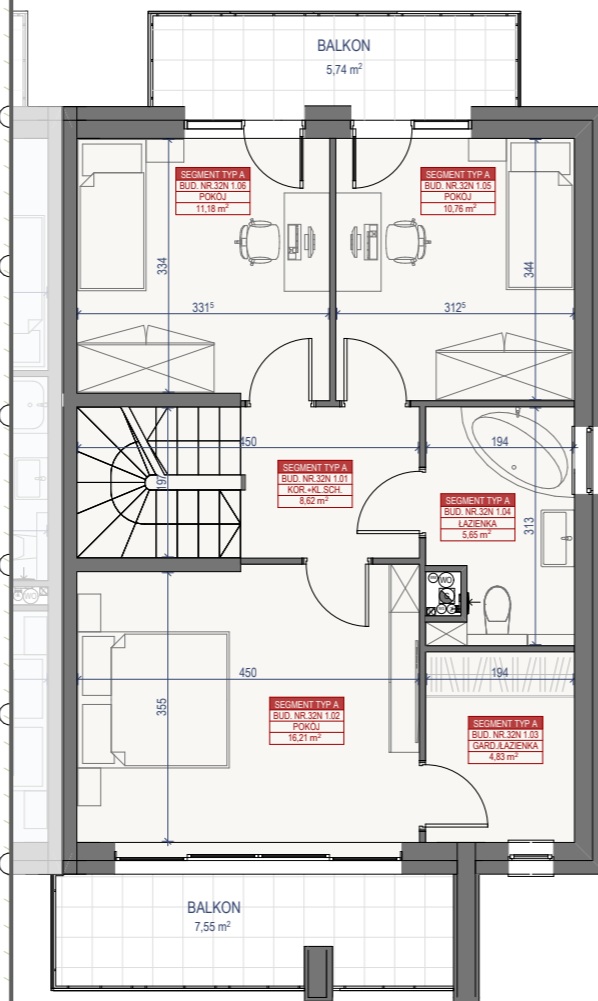 BALKON
5,74 m²
SEGMENT TYP A
BUD. NR.32N 1.06
POKÓJ
11,18 m²
SEGMENT TYP A
BUD. NR.32N 1.05
POKÓJ
10,76 m²
334
344
331⁵
312⁵
450
194
197
SEGMENT TYP A
BUD. NR.32N 1.01
KOR.+KL.SCH.
8,62 m²
SEGMENT TYP A
BUD. NR.32N 1.04
ŁAZIENKA
5,65 m²
313
WO
450
194
355
SEGMENT TYP A
BUD. NR.32N 1.02
POKÓJ
16,21 m²
SEGMENT TYP A
BUD. NR.32N 1.03
GARD./ŁAZIENKA
4,83 m²
BALKON
7,55 m²